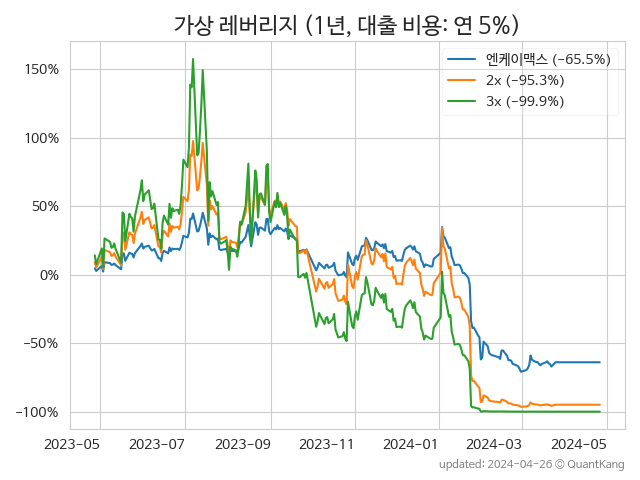 가상 레버리지 (1년, 대출 비용: 연 5%)
엔케이맥스 (−65.5%)
2x (−95.3%)
3x (−99.9%)
150%
100%
50%
0%
−50%
−100%
2023-05 2023-07 2023-09 2023-11 2024-01 2024-03 2024-05
updated: 2024-04-26 © QuantKang